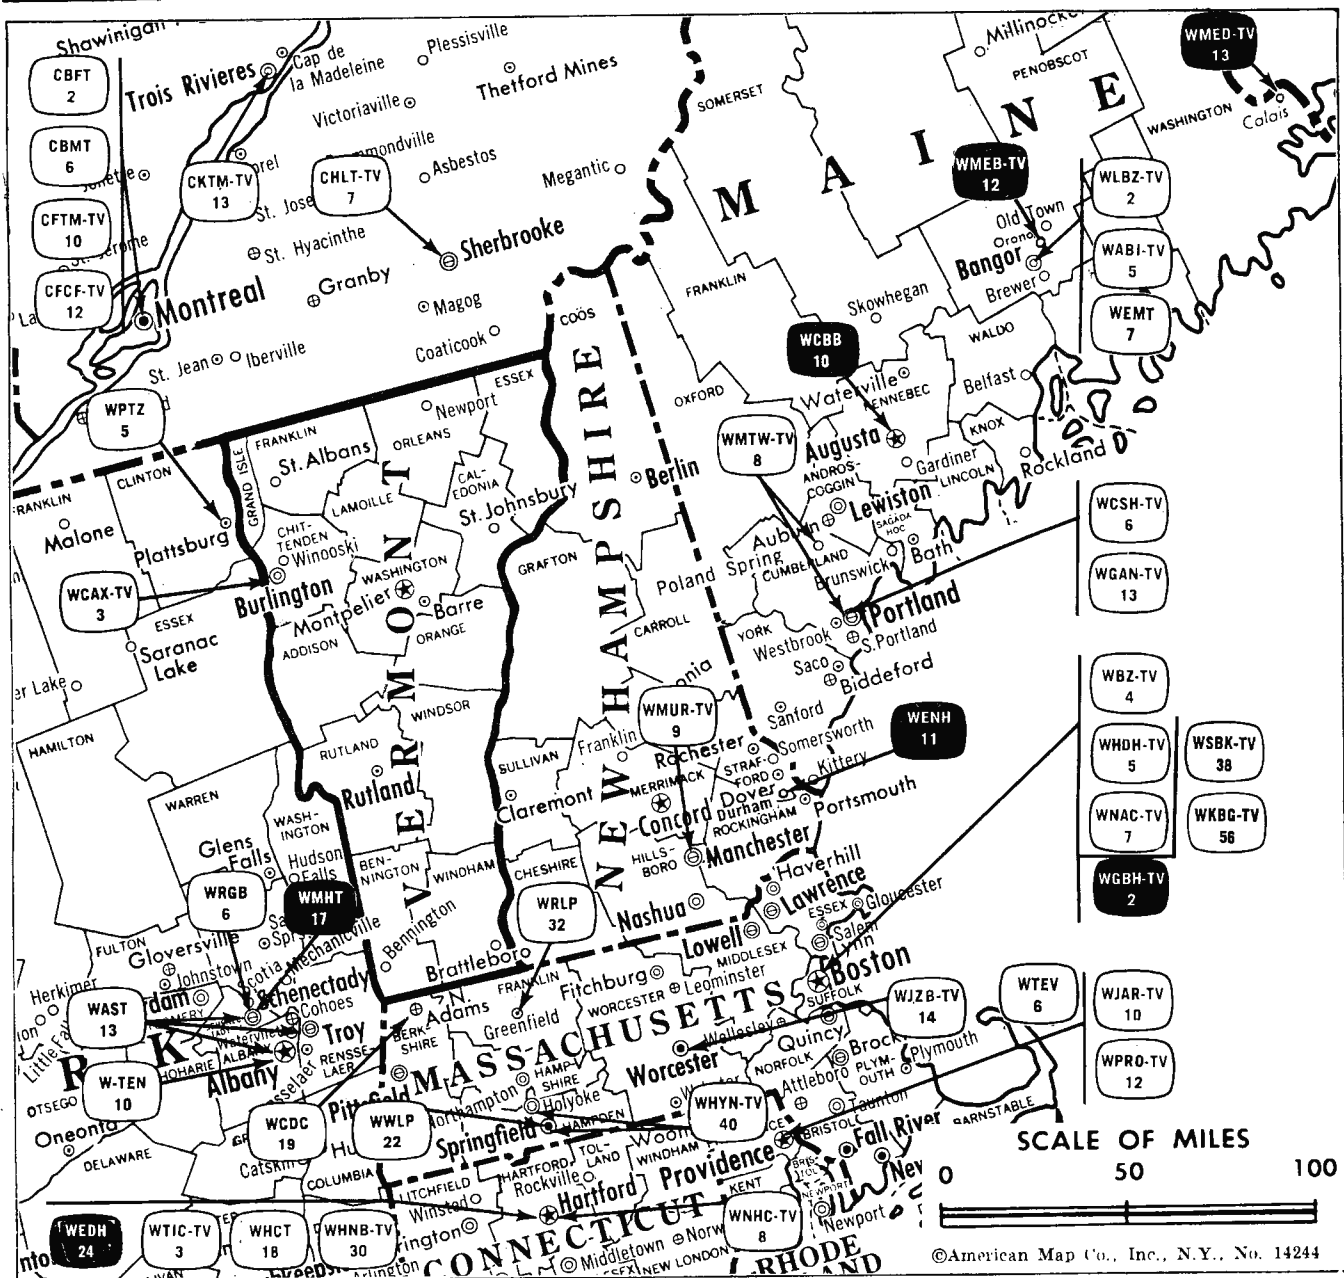 Shawinigan
Plessisville
Cap de
la Madeleine
Trois Rivieres
Thetford Mines
Victoriaville
Asbestos
Megantic
St. Hyacinthe
Sherbrooke
Granby
Magog
Montreal
Coaticook
St. Jean
Iberville
CBFT
2
CBMT
6
CFTM-TV
10
CFCF-TV
12
CKTM-TV
13
CHLT-TV
7
WPTZ
5
WCAX-TV
3
MAINE
SOMERSET
PENOBSCOT
WASHINGTON
Calais
WMED-TV
13
WMEB-TV
12
WLBZ-TV
2
WABI-TV
5
WEMT
7
Old Town
Orono
Bangor
Brewer
FRANKLIN
Skowhegan
WALDO
Belfast
WCBB
10
OXFORD
Waterville
KENNEBEC
Augusta
KNOX
Gardiner
LINCOLN
Rockland
WMTW-TV
8
ANDROS-
COGGIN
Lewiston
Auburn
SAGADA
HOC
Bath
Poland Spring
CUMBERLAND
Brunswick
Portland
WCSH-TV
6
WGAN-TV
13
YORK
Westbrook
S. Portland
Saco
Biddeford
Sanford
Somersworth
Kittery
Portsmouth
COÖS
NEW HAMPSHIRE
Berlin
GRAFTON
CARROLL
SULLIVAN
Claremont
Franklin
MERRIMACK
Concord
Rochester
STRAF-
FORD
Dover
Durham
ROCKINGHAM
WMUR-TV
9
WENH
11
HILLS-
BORO
Manchester
CHESHIRE
Nashua
VERMONT
ESSEX
Newport
FRANKLIN
ORLEANS
St. Albans
GRAND ISLE
LAMOILLE
CAL-
EDONIA
St. Johnsbury
CHIT-
TENDEN
Winooski
WASHINGTON
Burlington
Montpelier
Barre
ORANGE
ADDISON
WINDSOR
RUTLAND
Rutland
BEN-
NINGTON
WINDHAM
Bennington
Brattleboro
CLINTON
FRANKLIN
Malone
Plattsburg
ESSEX
Saranac
Lake
HAMILTON
WARREN
WASH-
INGTON
Glens
Falls
Hudson
Falls
WRGB
6
WMHT
17
FULTON
Gloversville
Johnstown
Mechanicville
Scotia
Schenectady
Herkimer
Cohoes
Troy
RENSSE-
LAER
ALBANY
Albany
WAST
13
W-TEN
10
OTSEGO
Oneonta
DELAWARE
COLUMBIA
WCDC
19
WWLP
22
WRLP
32
WHYN-TV
40
Haverhill
Lawrence
ESSEX
Gloucester
Lowell
Salem
Lynn
MIDDLESEX
Boston
SUFFOLK
Fitchburg
Leominster
WORCESTER
FRANKLIN
Greenfield
N.
Adams
BERK-
SHIRE
MASSACHUSETTS
Wellesley
Worcester
Quincy
NORFOLK
PLYM-
OUTH
Plymouth
Attleboro
BRISTOL
BARNSTABLE
Fall River
HAMP-
SHIRE
Holyoke
HAMPDEN
Springfield
WBZ-TV
4
WHDH-TV
5
WNAC-TV
7
WGBH-TV
2
WSBK-TV
38
WKBG-TV
56
WJZB-TV
14
WTEV
6
WJAR-TV
10
WPRO-TV
12
HARTFORD
TOL-
LAND
WINDHAM
Providence
LITCHFIELD
Rockville
Winsted
Hartford
KENT
CONNECTICUT
Middletown
NEW LONDON
NEWPORT
Newport
RHODE
WEDH
24
WTIC-TV
3
WHCT
18
WHNB-TV
30
WNHC-TV
8
SCALE OF MILES
0 50 100
©American Map Co., Inc., N.Y., No. 14244